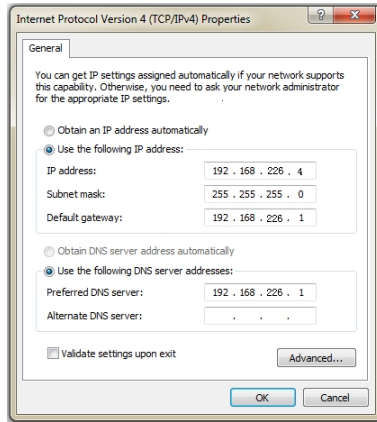 Internet Protocol Version 4 (TCP/IPv4) Properties
General
You can get IP settings assigned automatically if your network supports
this capability. Otherwise, you need to ask your network administrator
for the appropriate IP settings.
Obtain an IP address automatically
Use the following IP address:
IP address: 192 . 168 . 226 . 4
Subnet mask: 255 . 255 . 255 . 0
Default gateway: 192 . 168 . 226 . 1
Obtain DNS server address automatically
Use the following DNS server addresses:
Preferred DNS server: 192 . 168 . 226 . 1
Alternate DNS server: . . .
Validate settings upon exit
Advanced...
OK Cancel